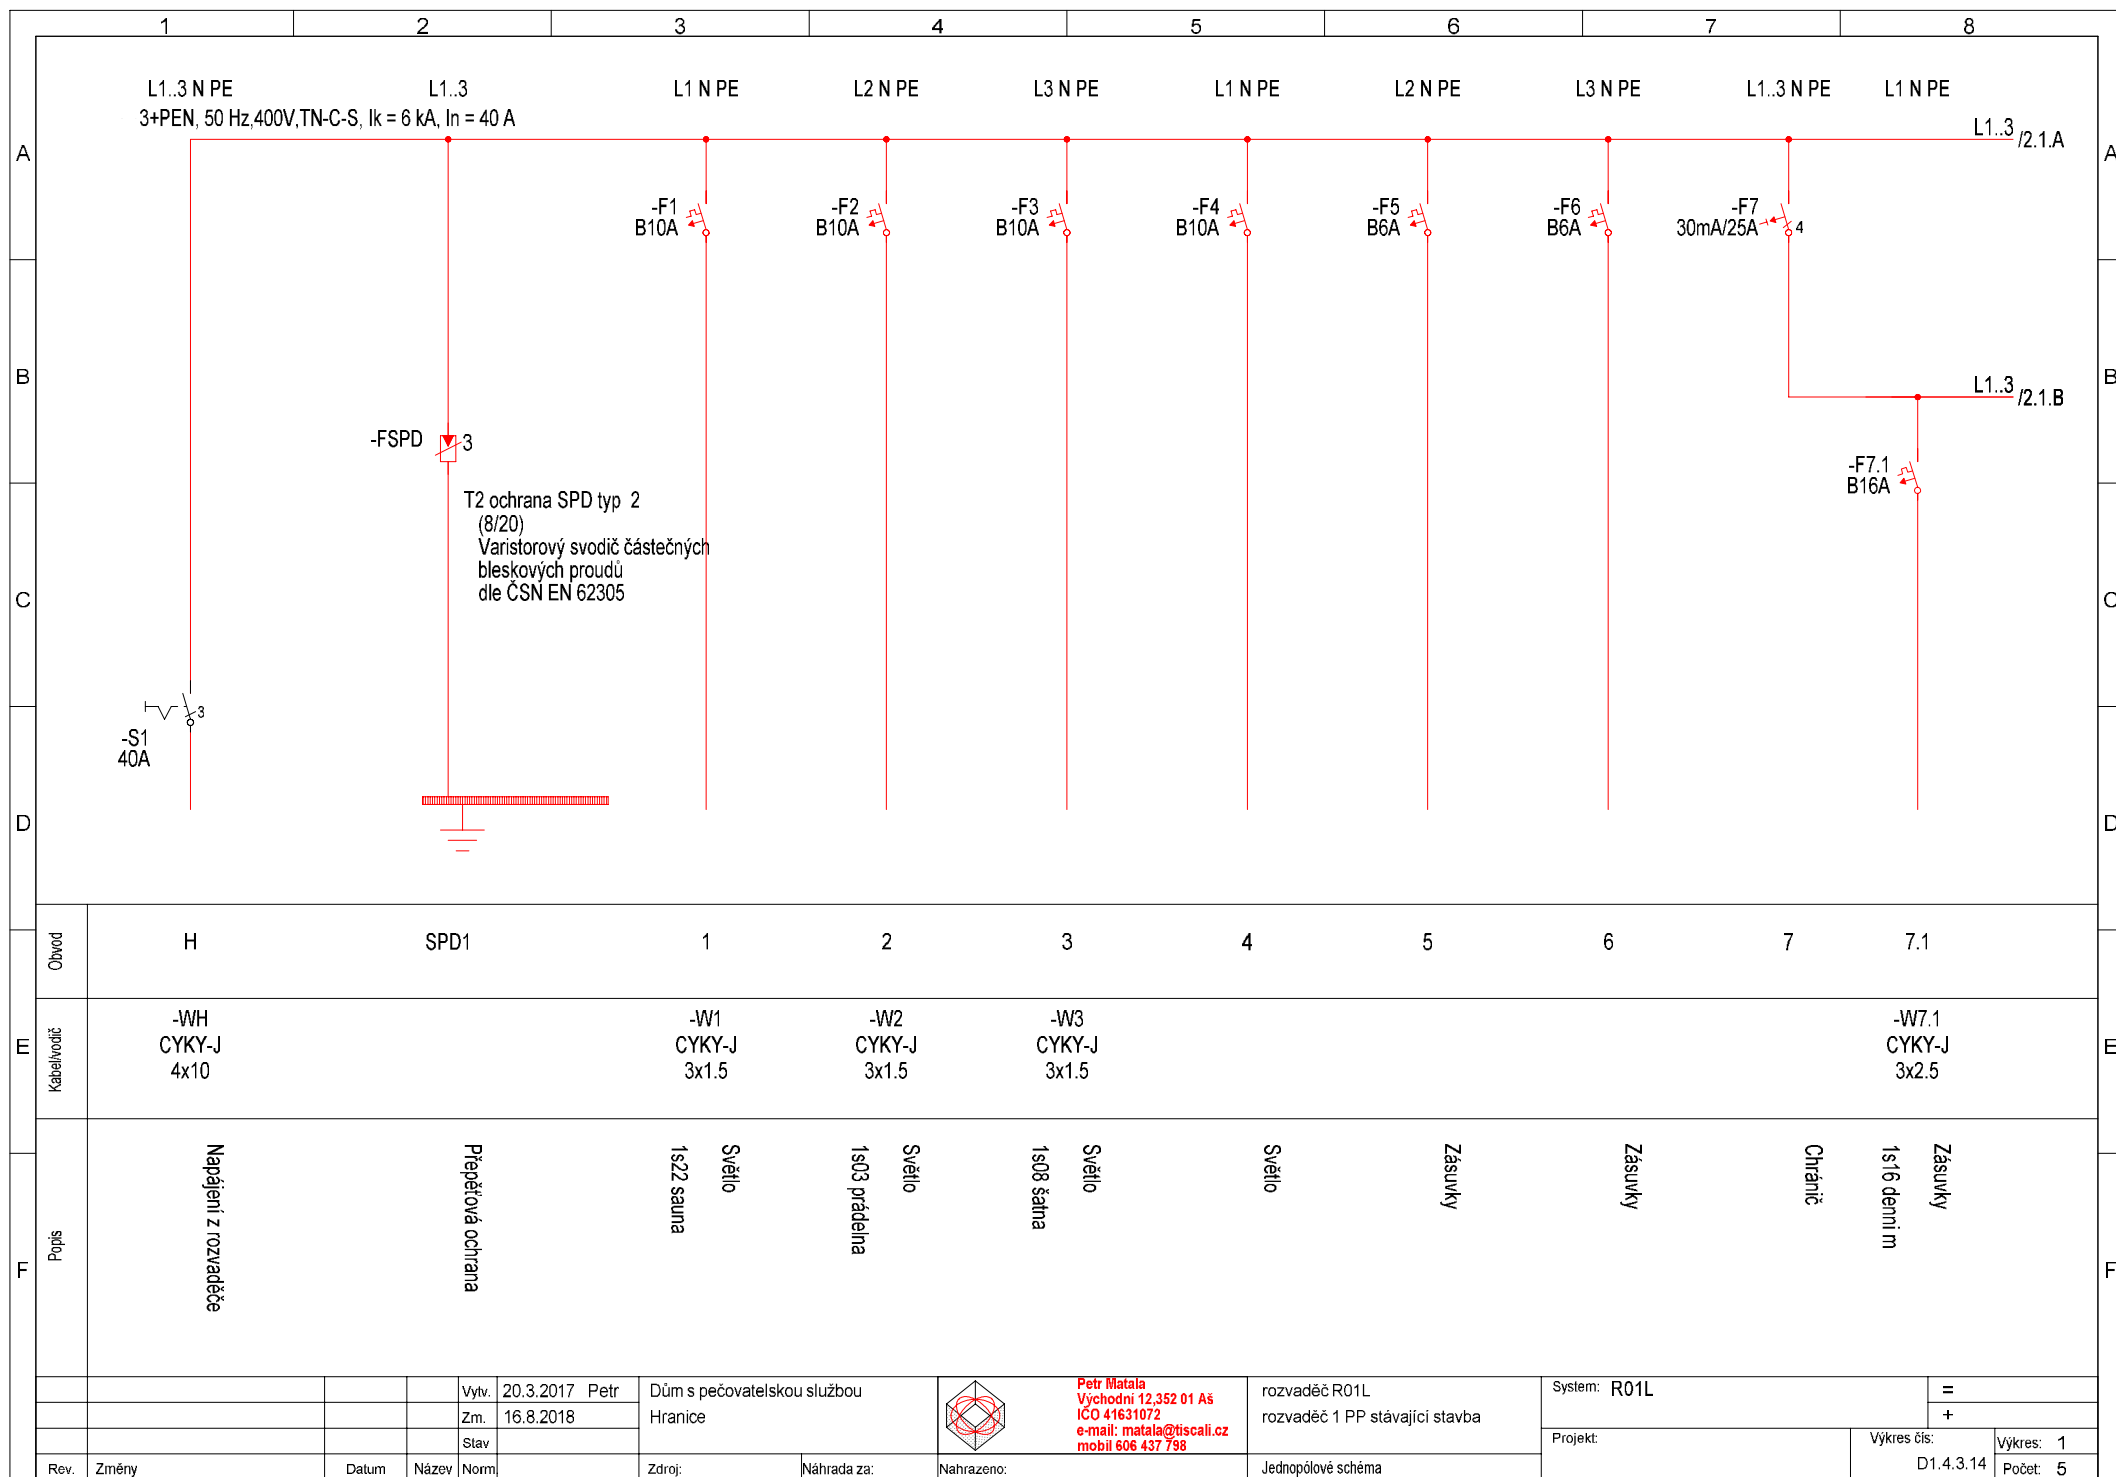 1 2 3 4 5 6 7 8
L1..3 N PE L1..3 L1 N PE L2 N PE L3 N PE L1 N PE L2 N PE L3 N PE L1..3 N PE L1 N PE
3+PEN, 50 Hz,400V,TN-C-S, Ik = 6 kA, In = 40 A
L1..3 /2.1.A
A A
-F1 -F2 -F3 -F4 -F5 -F6 -F7
B10A B10A B10A B10A B6A B6A 30mA/25A 4
B B
L1..3 /2.1.B
-FSPD 3
-F7.1
B16A
T2 ochrana SPD typ 2
(8/20)
Varistorový svodič částečných
bleskových proudů
dle ČSN EN 62305
C C
3
-S1
40A
D D
Obvod H SPD1 1 2 3 4 5 6 7 7.1
E E
Kabel/vodič
-WH -W1 -W2 -W3 -W7.1
CYKY-J CYKY-J CYKY-J CYKY-J CYKY-J
4x10 3x1.5 3x1.5 3x1.5 3x2.5
F F
Popis
Napájení z rozvaděče
Přepěťová ochrana
Světlo
1s22 sauna
Světlo
1s03 prádelna
Světlo
1s08 šatna
Světlo
Zásuvky
Zásuvky
Chránič
Zásuvky
1s16 denni m
Vytv. 20.3.2017 Petr
Zm. 16.8.2018
Stav
Rev. Změny Datum Název Norm.
Dům s pečovatelskou službou
Hranice
Zdroj: Náhrada za: Nahrazeno:
Petr Matala
Východní 12,352 01 Aš
IČO 41631072
e-mail: matala@tiscali.cz
mobil 606 437 798
rozvaděč R01L
rozvaděč 1 PP stávající stavba
Jednopólové schéma
System: R01L
=
+
Projekt:
Výkres čís:
D1.4.3.14
Výkres: 1
Počet: 5